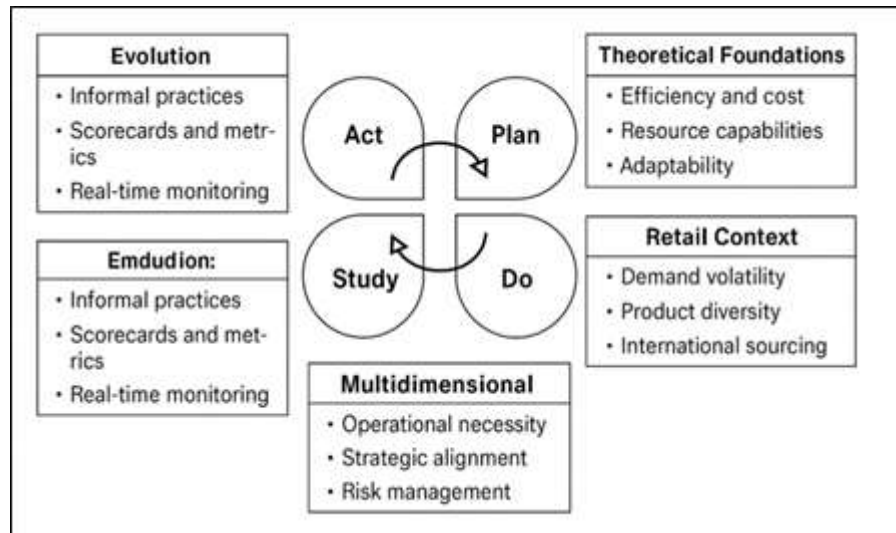 Evolution
• Informal practices
• Scorecards and metr-
ics
• Real-time monitoring
Emdudion:
• Informal practices
• Scorecards and met-
rics
• Real-time monitoring
Act
Plan
Study
Do
Multidimensional
• Operational necessity
• Strategic alignment
• Risk management
Theoretical Foundations
• Efficiency and cost
• Resource capabilities
• Adaptability
Retail Context
• Demand volatility
• Product diversity
• International sourcing